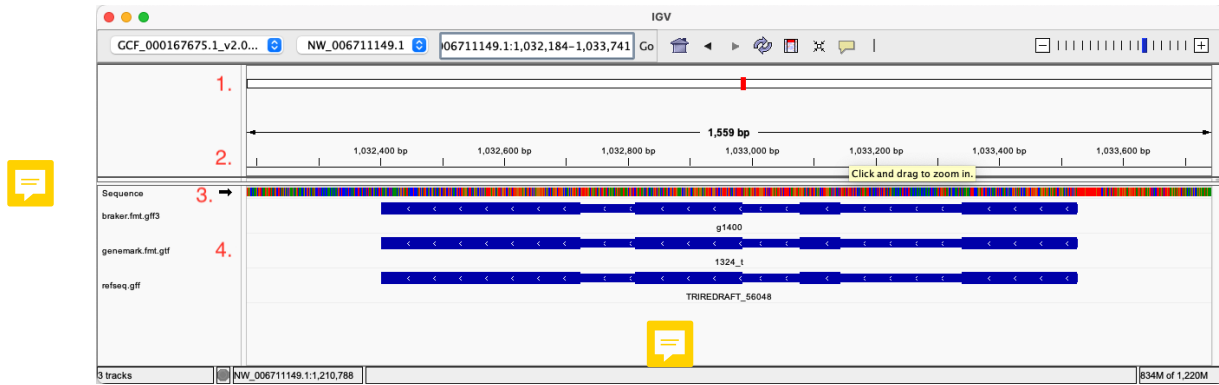 IGV
GCF_000167675.1_v2.0... NW_006711149.1 )06711149.1:1,032,184-1,033,741 Go
1.
1,559 bp
2. 1,032,400 bp 1,032,600 bp 1,032,800 bp 1,033,000 bp 1,033,200 bp 1,033,400 bp 1,033,600 bp
Click and drag to zoom in.
Sequence 3.
braker.fmt.gff3
g1400
genemark.fmt.gtf 4.
1324_t
refseq.gff
TRIREDRAFT_56048
3 tracks NW_006711149.1:1,210,788 834M of 1,220M